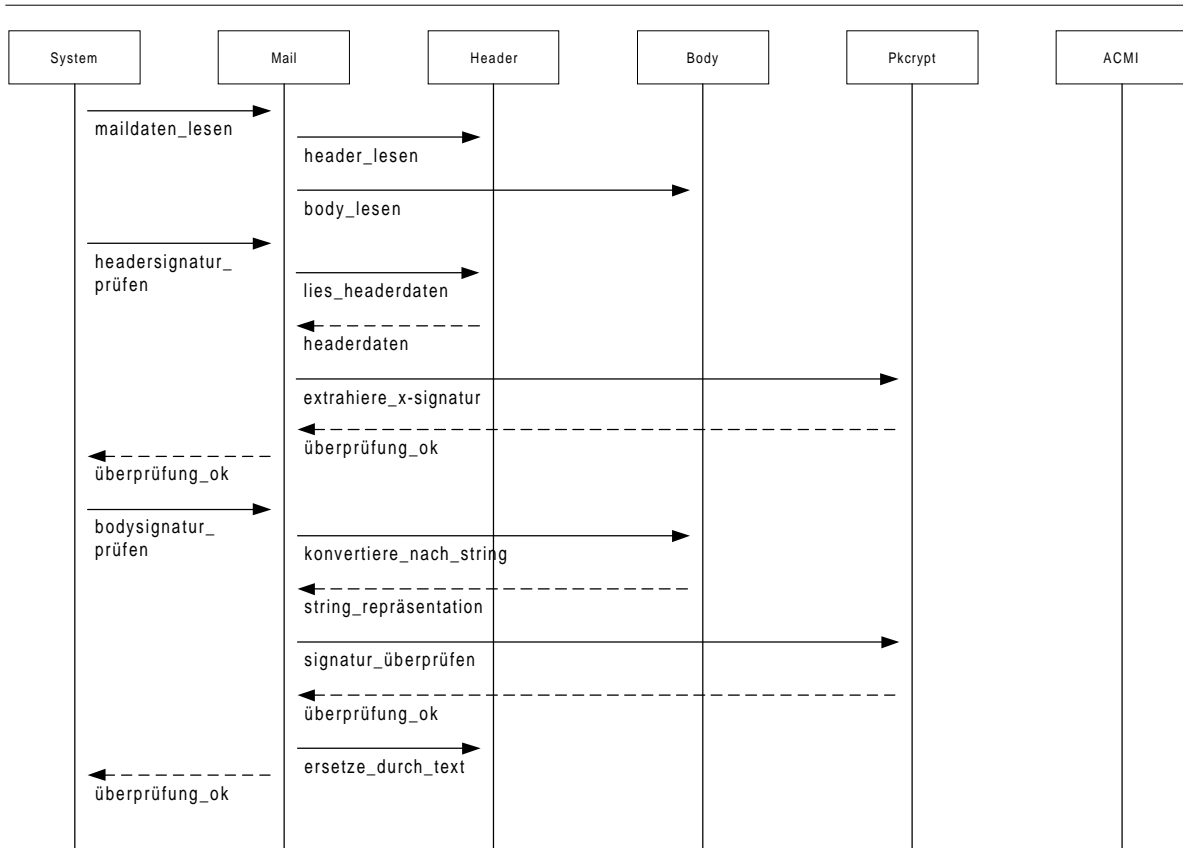 System
Mail
Header
Body
Pkcrypt
ACMI
maildaten_lesen
header_lesen
body_lesen
headersignatur_
prüfen
lies_headerdaten
headerdaten
extrahiere_x-signatur
überprüfung_ok
überprüfung_ok
bodysignatur_
prüfen
konvertiere_nach_string
string_repräsentation
signatur_überprüfen
überprüfung_ok
ersetze_durch_text
überprüfung_ok